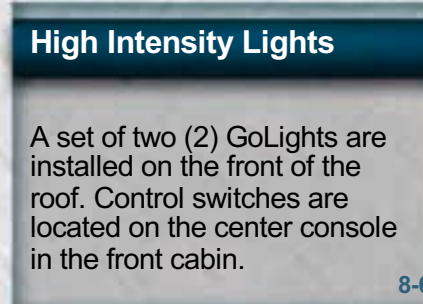 High Intensity Lights
A set of two (2) GoLights are
installed on the front of the
roof. Control switches are
located on the center console
in the front cabin.